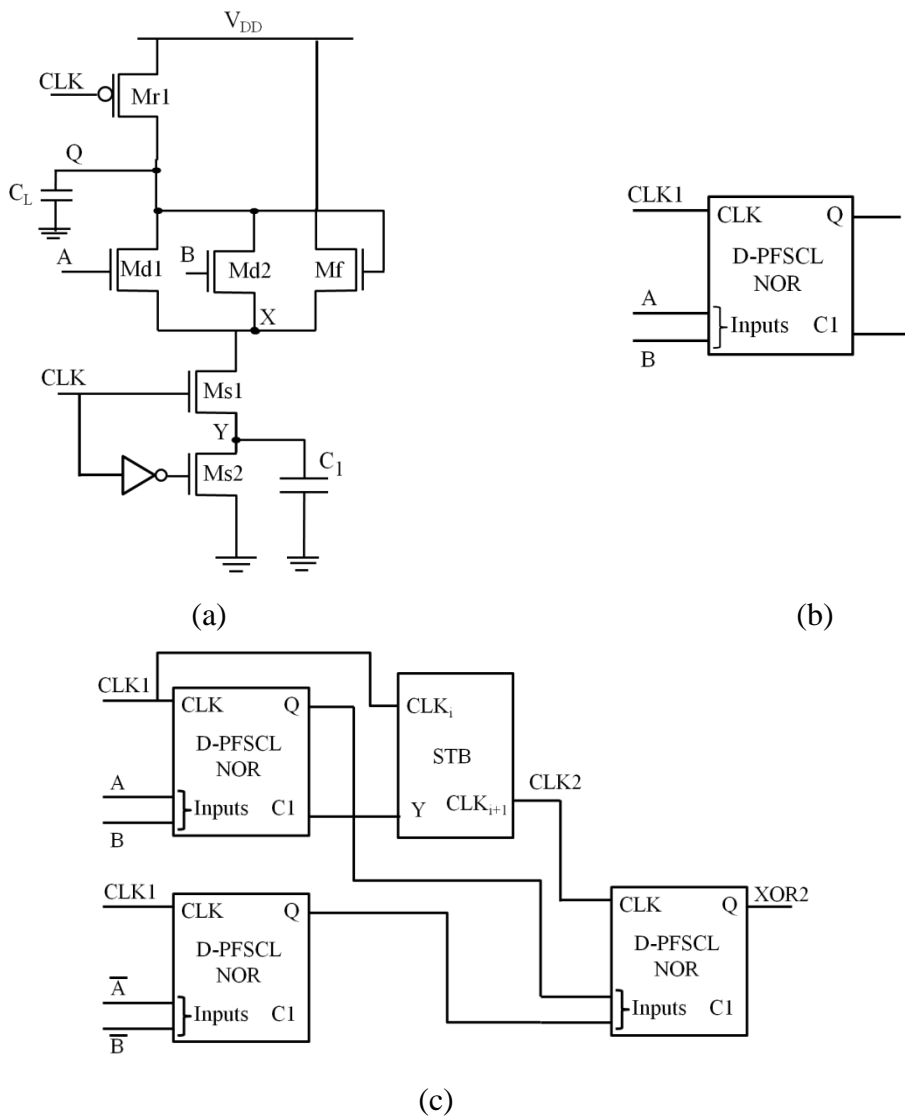 V_DD
CLK
Mr1
Q
C_L
A
Md1
B
Md2
Mf
X
CLK
Ms1
Y
Ms2
C_1
(a)
CLK1
CLK
Q
D-PFSCL
NOR
A
Inputs
C1
B
(b)
CLK1
CLK
Q
D-PFSCL
NOR
A
Inputs
C1
B
CLK_i
STB
CLK_{i+1}
Y
CLK2
CLK1
CLK
Q
D-PFSCL
NOR
A̅
Inputs
C1
B̅
CLK
Q
XOR2
D-PFSCL
NOR
Inputs
C1
(c)